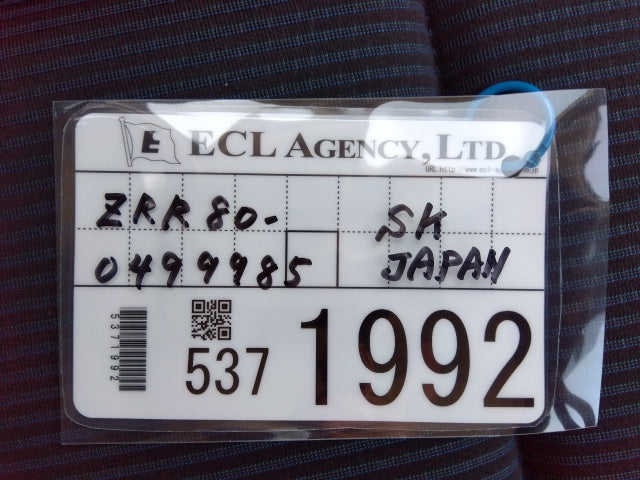 E ECL AGENCY, LTD.
ZRR80- SK
0499985 JAPAN
5371992
537 1992